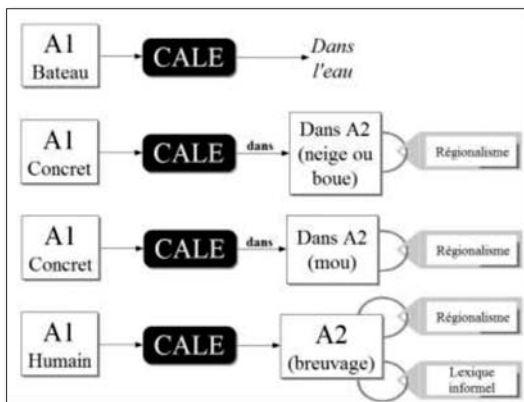 A1
Bateau
CALE
Dans
l'eau
A1
Concret
CALE
dans
Dans A2
(neige ou
boue)
Régionalisme
A1
Concret
CALE
dans
Dans A2
(mou)
Régionalisme
A1
Humain
CALE
A2
(breuvage)
Régionalisme
Lexique
informel